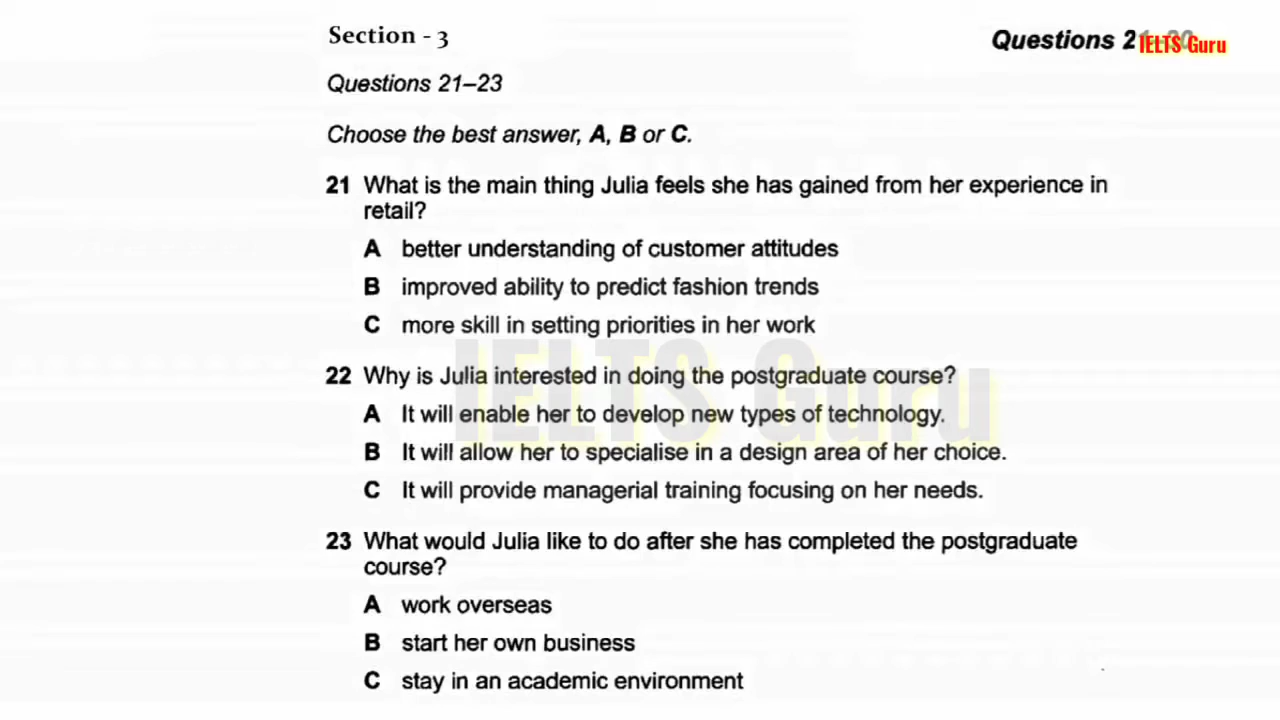 Section - 3
Questions 21–30
IELTS Guru
Questions 21–23
Choose the best answer, A, B or C.
21 What is the main thing Julia feels she has gained from her experience in
retail?
A better understanding of customer attitudes
B improved ability to predict fashion trends
C more skill in setting priorities in her work
IELTS Guru
22 Why is Julia interested in doing the postgraduate course?
A It will enable her to develop new types of technology.
B It will allow her to specialise in a design area of her choice.
C It will provide managerial training focusing on her needs.
23 What would Julia like to do after she has completed the postgraduate
course?
A work overseas
B start her own business
C stay in an academic environment